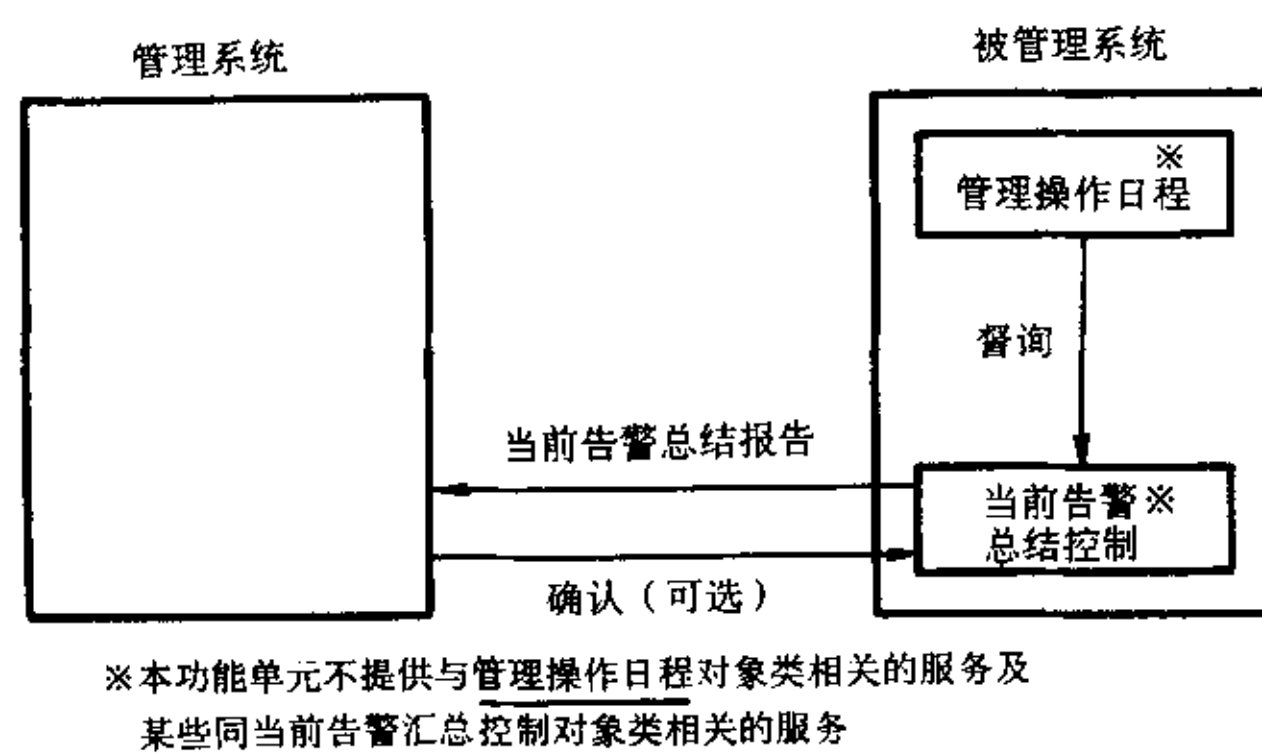 管理系统
被管理系统
※
管理操作日程
督询
当前告警总结报告
当前告警※
总结控制
确认（可选）
※本功能单元不提供与管理操作日程对象类相关的服务及
某些同当前告警汇总控制对象类相关的服务